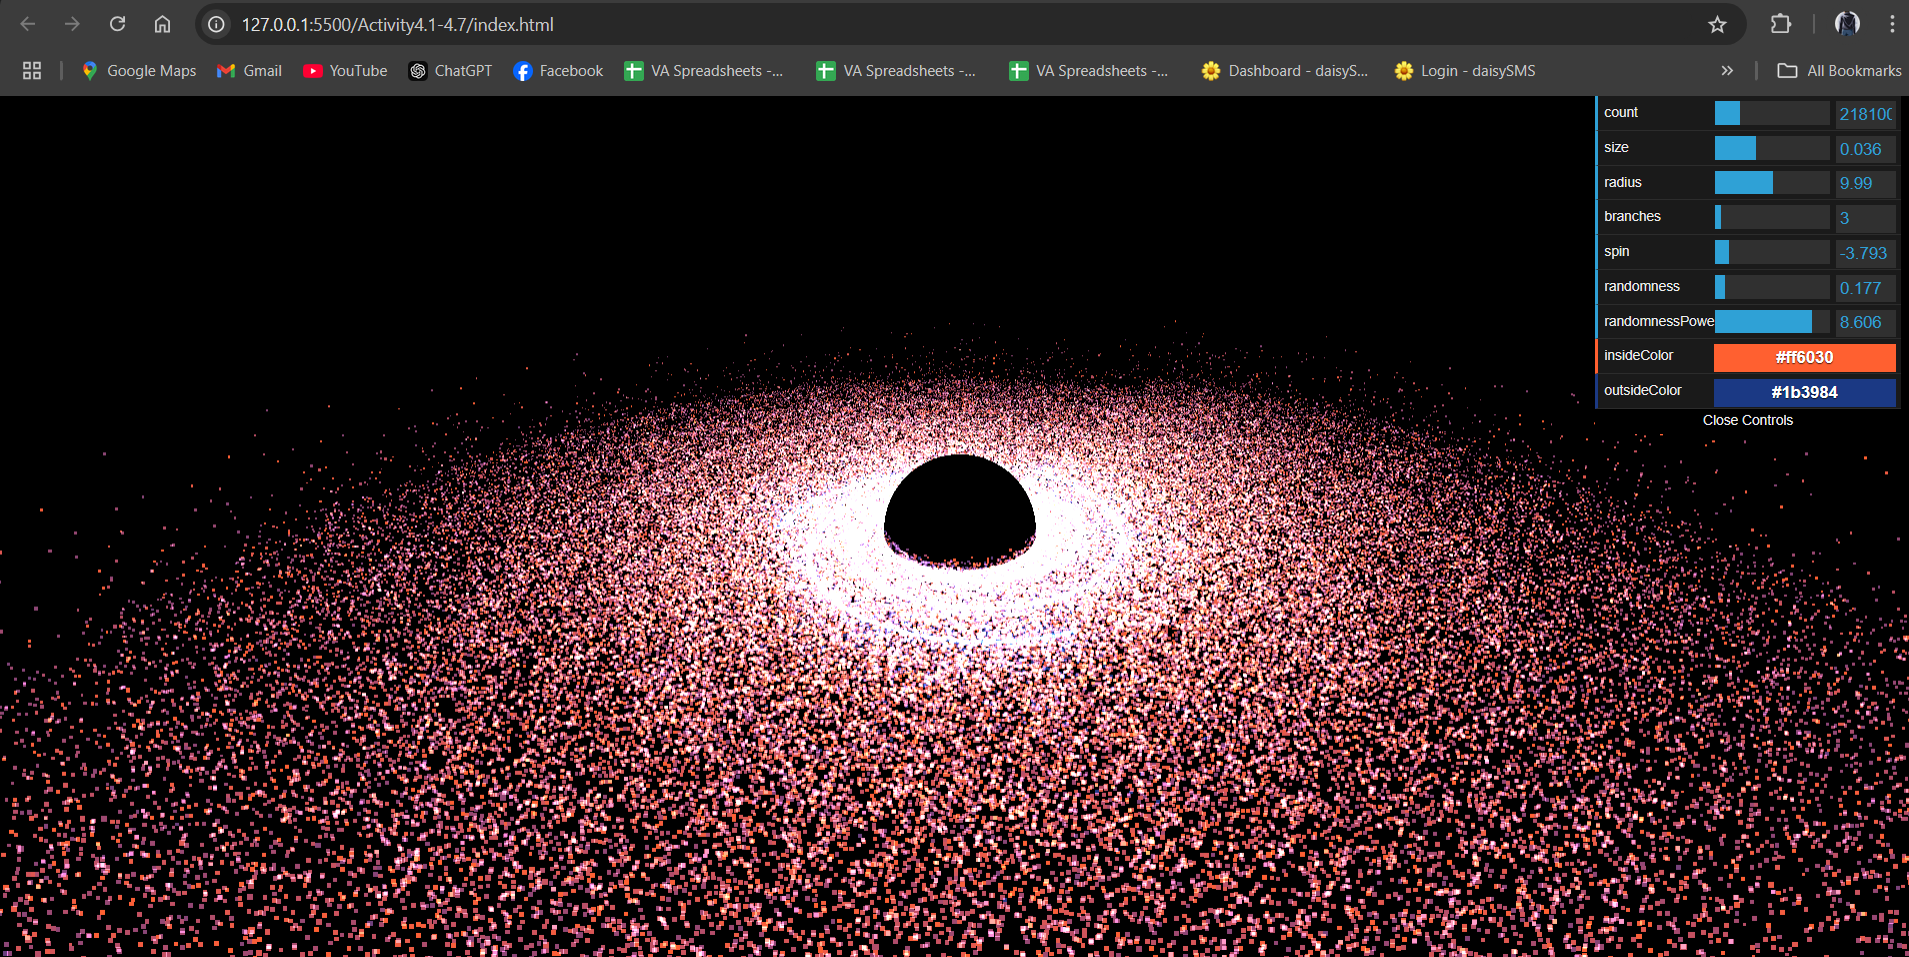 127.0.0.1:5500/Activity4.1-4.7/index.html
Google Maps Gmail YouTube ChatGPT Facebook VA Spreadsheets -... VA Spreadsheets -... VA Spreadsheets -... Dashboard - daisyS... Login - daisySMS » All Bookmarks
count 218100
size 0.036
radius 9.99
branches 3
spin -3.793
randomness 0.177
randomnessPowe 8.606
insideColor #ff6030
outsideColor #1b3984
Close Controls